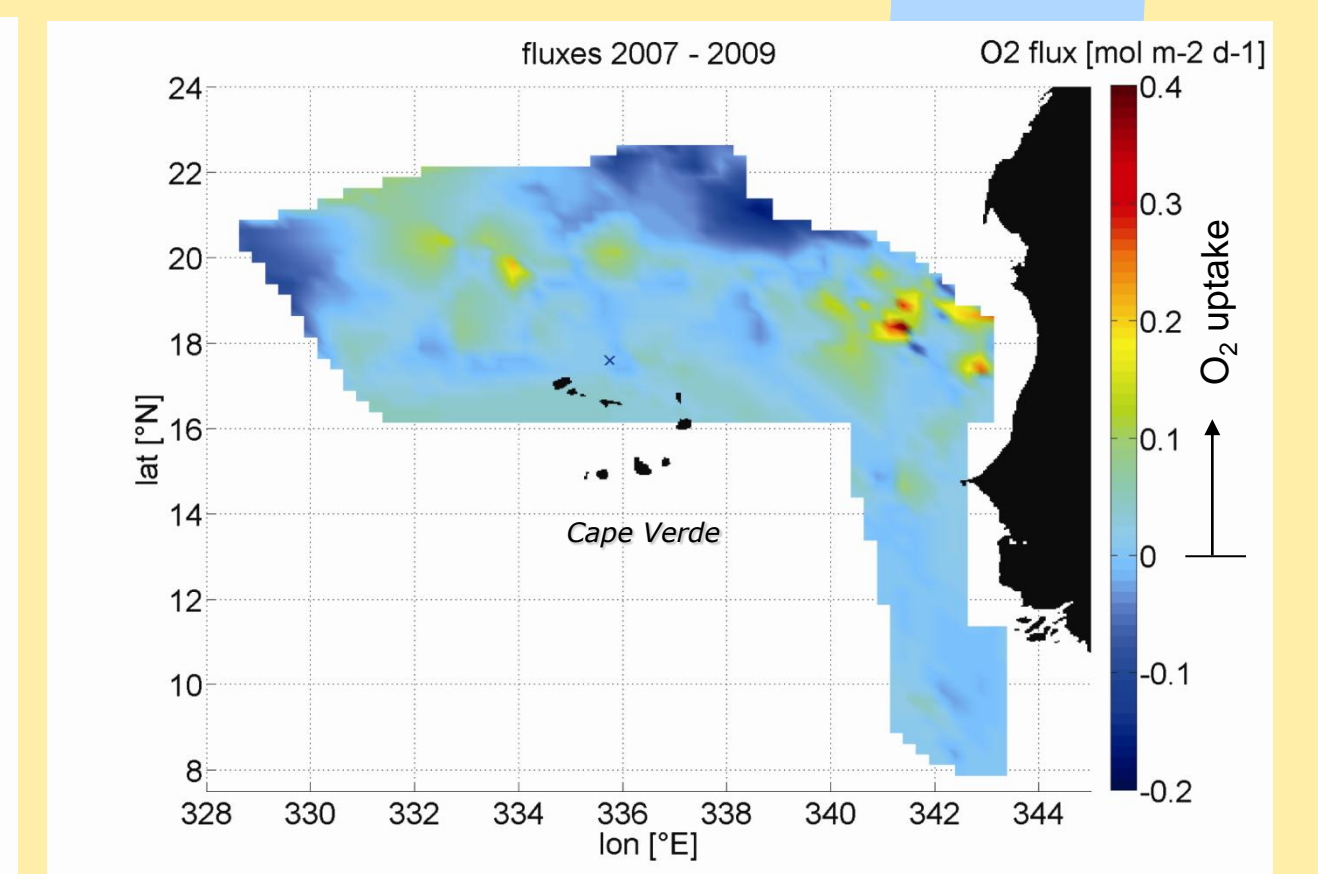 fluxes 2007 - 2009
O2 flux [mol m-2 d-1]
24
22
20
18
16
14
12
10
8
lat [°N]
328 330 332 334 336 338 340 342 344
lon [°E]
Cape Verde
0.4
0.3
0.2
0.1
0
-0.1
-0.2
O₂ uptake